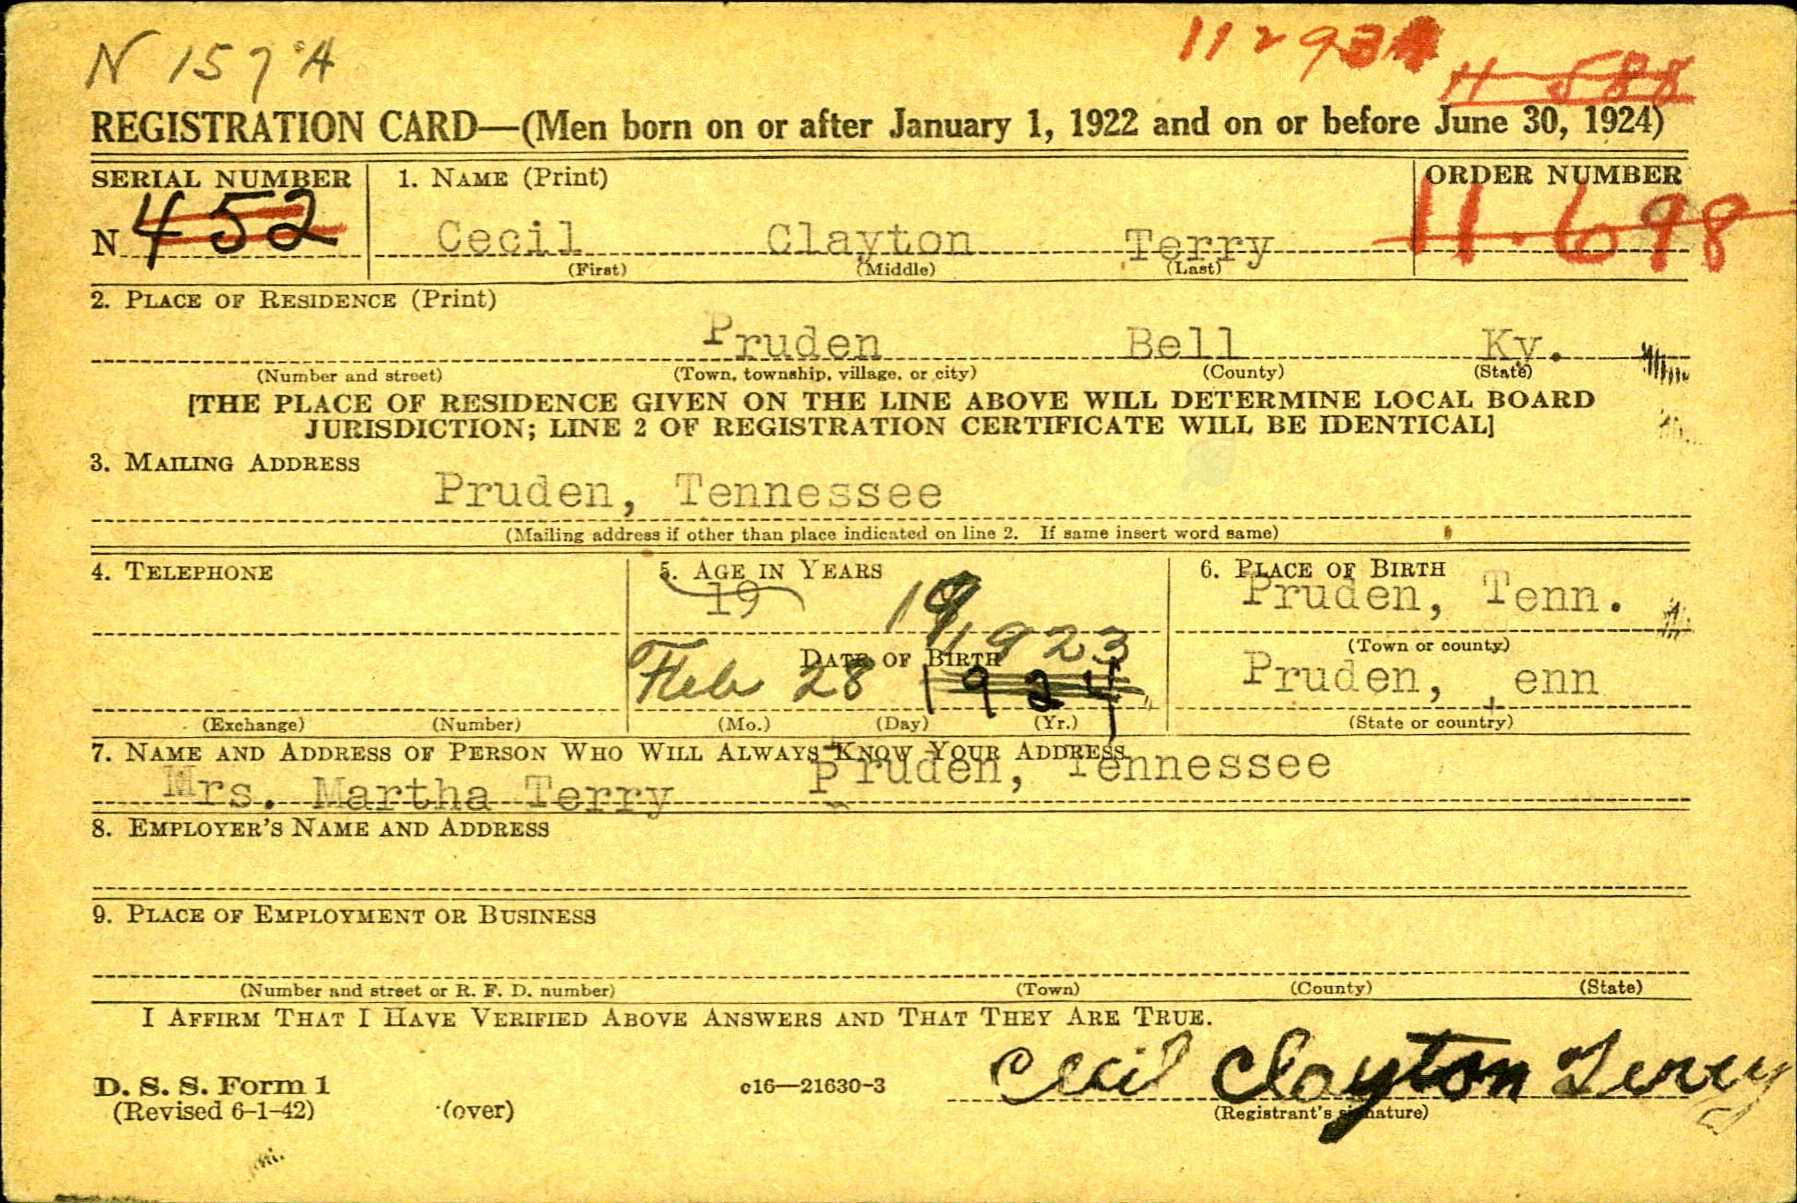 N 157 A
11293A
11 588
REGISTRATION CARD—(Men born on or after January 1, 1922 and on or before June 30, 1924)
SERIAL NUMBER
1. NAME (Print)
ORDER NUMBER
N 452
Cecil Clayton Terry
11.698
(First) (Middle) (Last)
2. PLACE OF RESIDENCE (Print)
Pruden Bell Ky.
(Number and street) (Town, township, village, or city) (County) (State)
[THE PLACE OF RESIDENCE GIVEN ON THE LINE ABOVE WILL DETERMINE LOCAL BOARD
JURISDICTION; LINE 2 OF REGISTRATION CERTIFICATE WILL BE IDENTICAL]
3. MAILING ADDRESS
Pruden, Tennessee
(Mailing address if other than place indicated on line 2. If same insert word same)
4. TELEPHONE
5. AGE IN YEARS
6. PLACE OF BIRTH
19 19
Pruden, Tenn.
(Town or county)
1923
DATE OF BIRTH
Feb 28 1924
Pruden, enn
(Exchange) (Number) (Mo.) (Day) (Yr.) (State or country)
7. NAME AND ADDRESS OF PERSON WHO WILL ALWAYS KNOW YOUR ADDRESS
Mrs. Martha Terry Pruden, Tennessee
8. EMPLOYER'S NAME AND ADDRESS
9. PLACE OF EMPLOYMENT OR BUSINESS
(Number and street or R. F. D. number) (Town) (County) (State)
I AFFIRM THAT I HAVE VERIFIED ABOVE ANSWERS AND THAT THEY ARE TRUE.
Cecil Clayton Terry
D. S. S. Form 1
c16—21630-3
(Revised 6-1-42) (over)
(Registrant's signature)